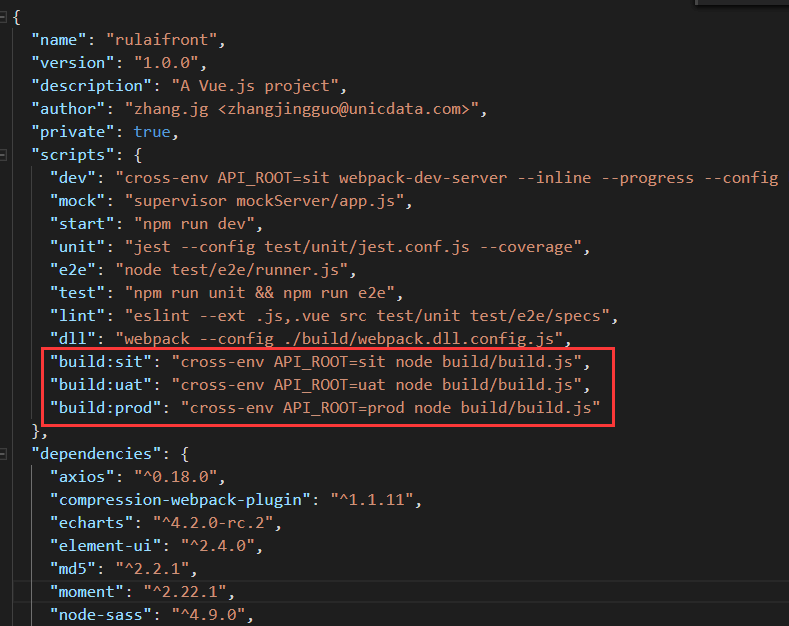 {
"name": "rulaifront",
"version": "1.0.0",
"description": "A Vue.js project",
"author": "zhang.jg <zhangjingguo@unicdata.com>",
"private": true,
"scripts": {
"dev": "cross-env API_ROOT=sit webpack-dev-server --inline --progress --config
"mock": "supervisor mockServer/app.js",
"start": "npm run dev",
"unit": "jest --config test/unit/jest.conf.js --coverage",
"e2e": "node test/e2e/runner.js",
"test": "npm run unit && npm run e2e",
"lint": "eslint --ext .js,.vue src test/unit test/e2e/specs",
"dll": "webpack --config ./build/webpack.dll.config.js",
"build:sit": "cross-env API_ROOT=sit node build/build.js",
"build:uat": "cross-env API_ROOT=uat node build/build.js",
"build:prod": "cross-env API_ROOT=prod node build/build.js"
},
"dependencies": {
"axios": "^0.18.0",
"compression-webpack-plugin": "^1.1.11",
"echarts": "^4.2.0-rc.2",
"element-ui": "^2.4.0",
"md5": "^2.2.1",
"moment": "^2.22.1",
"node-sass": "^4.9.0",